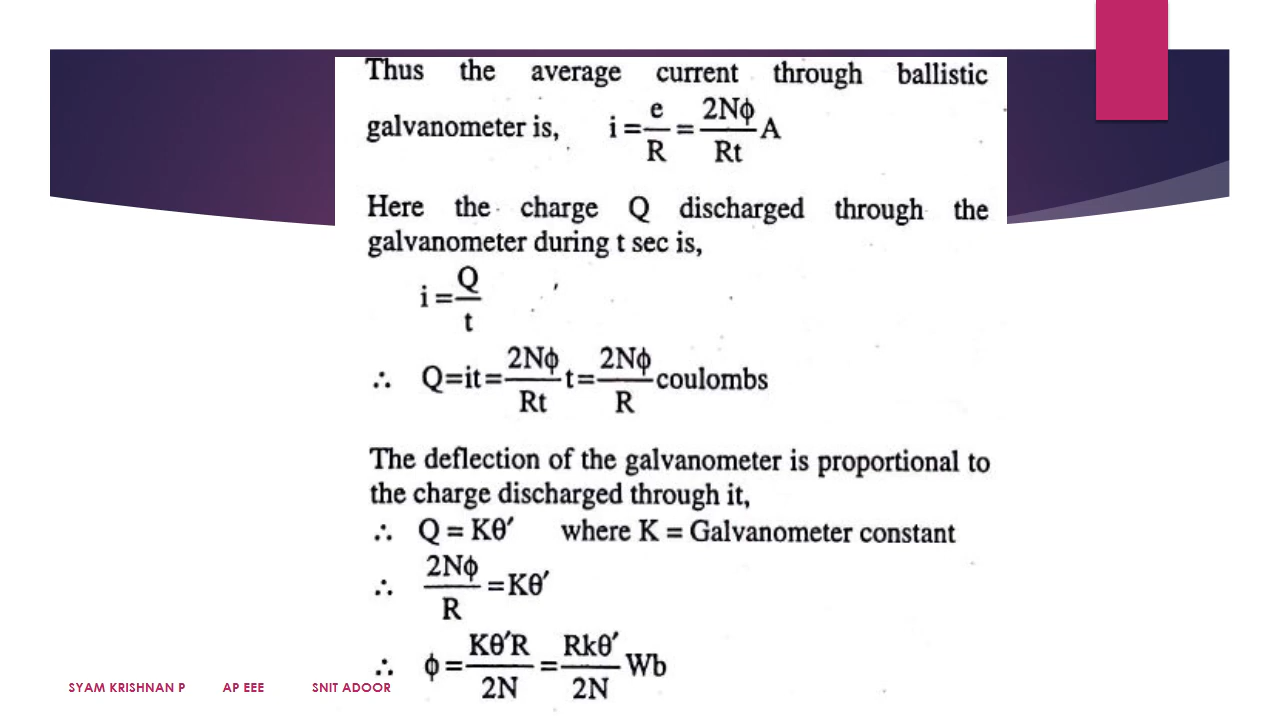 Thus the average current through ballistic
galvanometer is, i = e/R = 2Nϕ/Rt A
Here the charge Q discharged through the
galvanometer during t sec is,
i = Q/t
∴ Q=it= 2Nϕ/Rt t= 2Nϕ/R coulombs
The deflection of the galvanometer is proportional to
the charge discharged through it,
∴ Q = Kθ′ where K = Galvanometer constant
∴ 2Nϕ/R =Kθ′
∴ ϕ= Kθ′R/2N = Rkθ′/2N Wb
SYAM KRISHNAN P AP EEE SNIT ADOOR